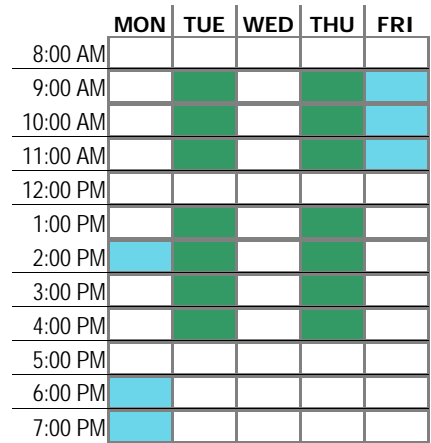 MON TUE WED THU FRI
8:00 AM
9:00 AM
10:00 AM
11:00 AM
12:00 PM
1:00 PM
2:00 PM
3:00 PM
4:00 PM
5:00 PM
6:00 PM
7:00 PM